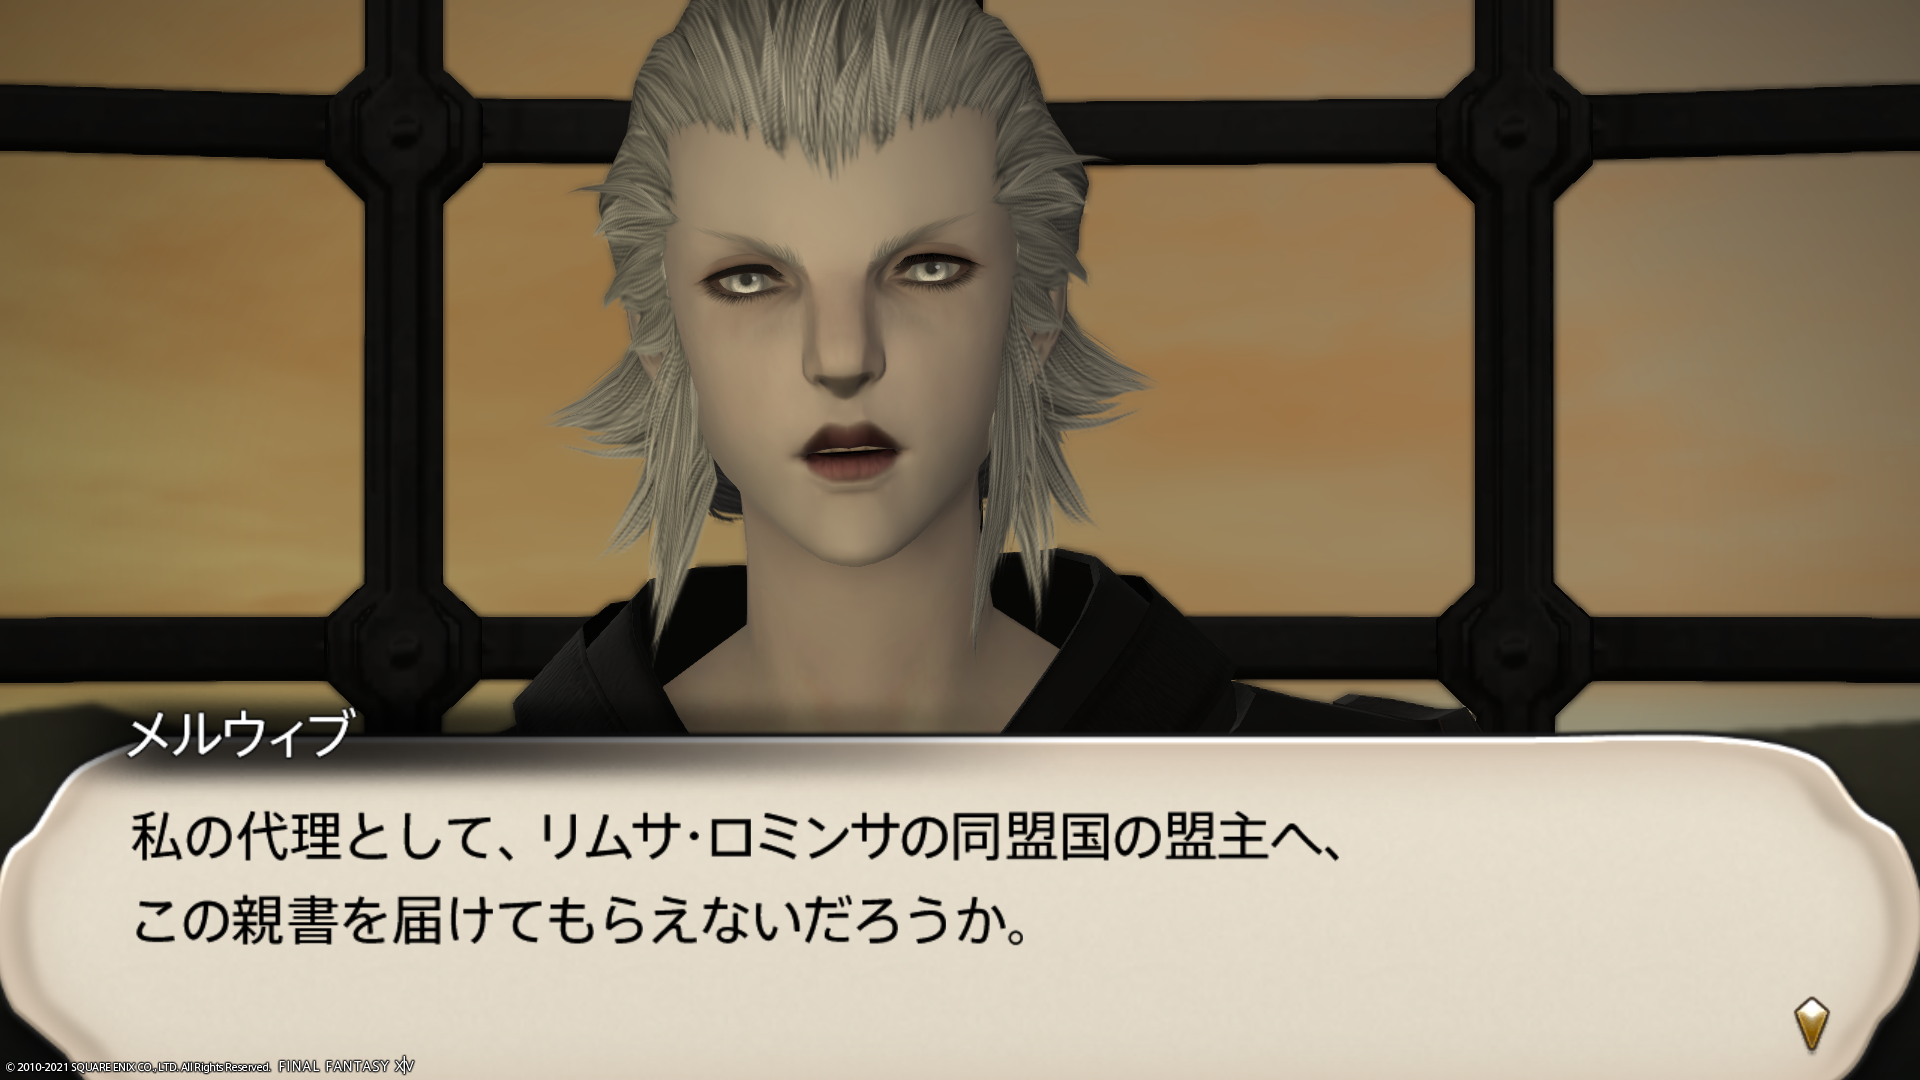 メルウィブ
私の代理として、リムサ・ロミンサの同盟国の盟主へ、
この親書を届けてもらえないだろうか。
© 2010-2021 SQUARE ENIX CO., LTD. All Rights Reserved. FINAL FANTASY XIV